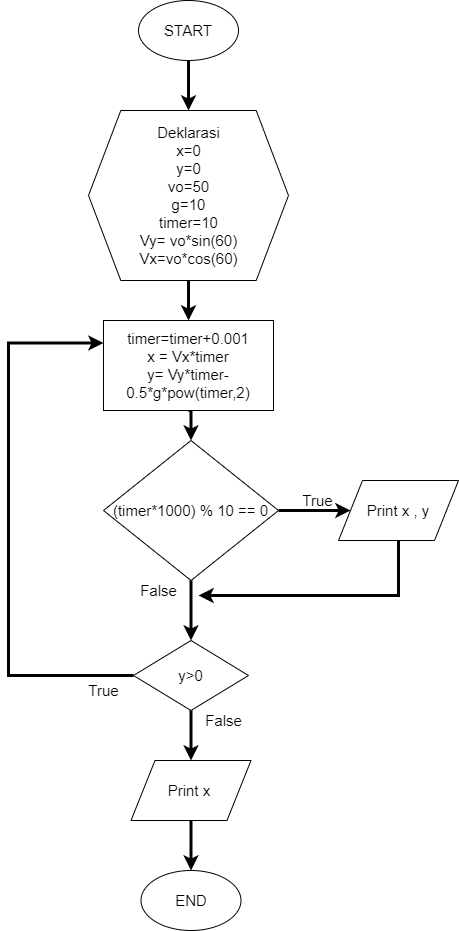 START
Deklarasi
x=0
y=0
vo=50
g=10
timer=10
Vy= vo*sin(60)
Vx=vo*cos(60)
timer=timer+0.001
x = Vx*timer
y= Vy*timer-
0.5*g*pow(timer,2)
(timer*1000) % 10 == 0
True
Print x , y
False
y>0
True
False
Print x
END